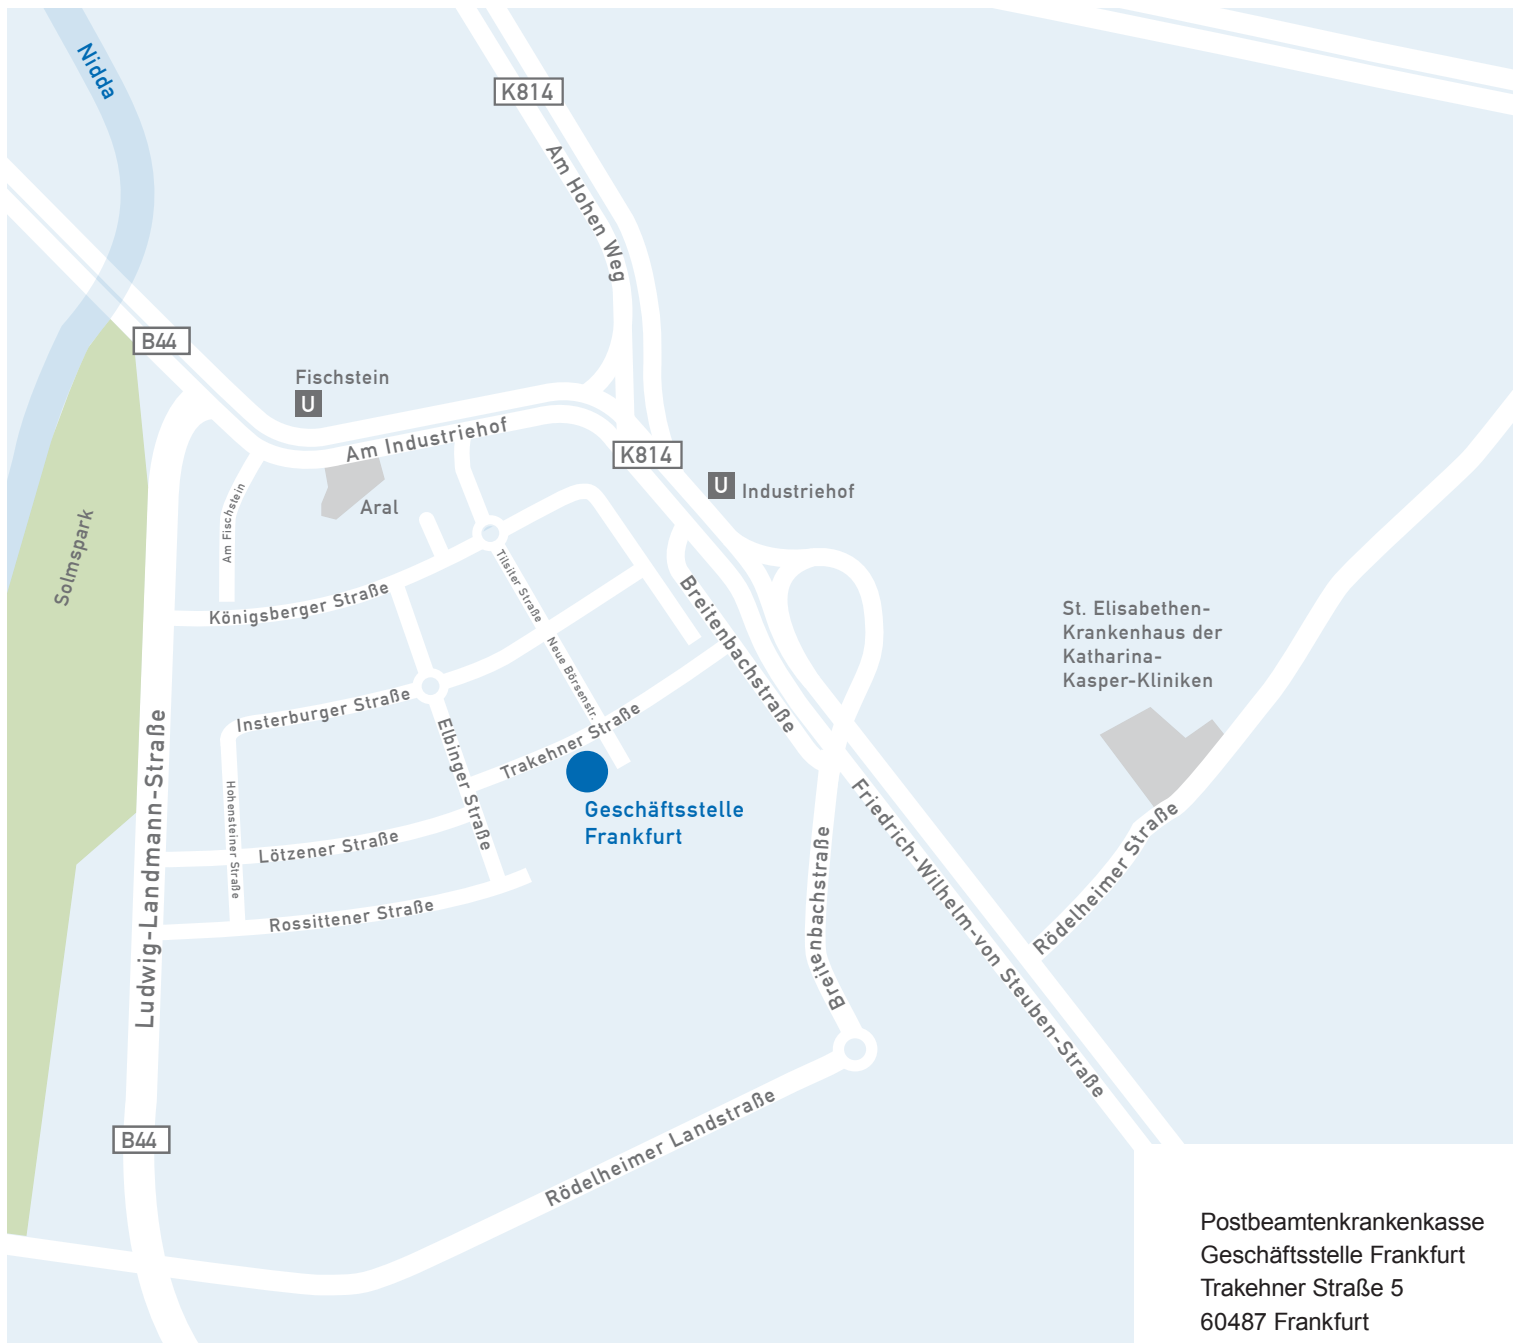 Nidda
K814
Am Hohen Weg
B44
Fischstein
U
Am Industriehof
K814
U Industriehof
Aral
Am Fischstein
Solmspark
Tilsiter Straße
Königsberger Straße
Breitenbachstraße
St. Elisabethen-
Krankenhaus der
Katharina-
Kasper-Kliniken
Neue Börsenstr.
Insterburger Straße
Elbinger Straße
Trakehner Straße
Ludwig-Landmann-Straße
Hohensteiner Straße
Geschäftsstelle
Frankfurt
Lötzener Straße
Friedrich-Wilhelm-von Steuben-Straße
Rödelheimer Straße
Breitenbachstraße
Rossittener Straße
B44
Rödelheimer Landstraße
Postbeamtenkrankenkasse
Geschäftsstelle Frankfurt
Trakehner Straße 5
60487 Frankfurt